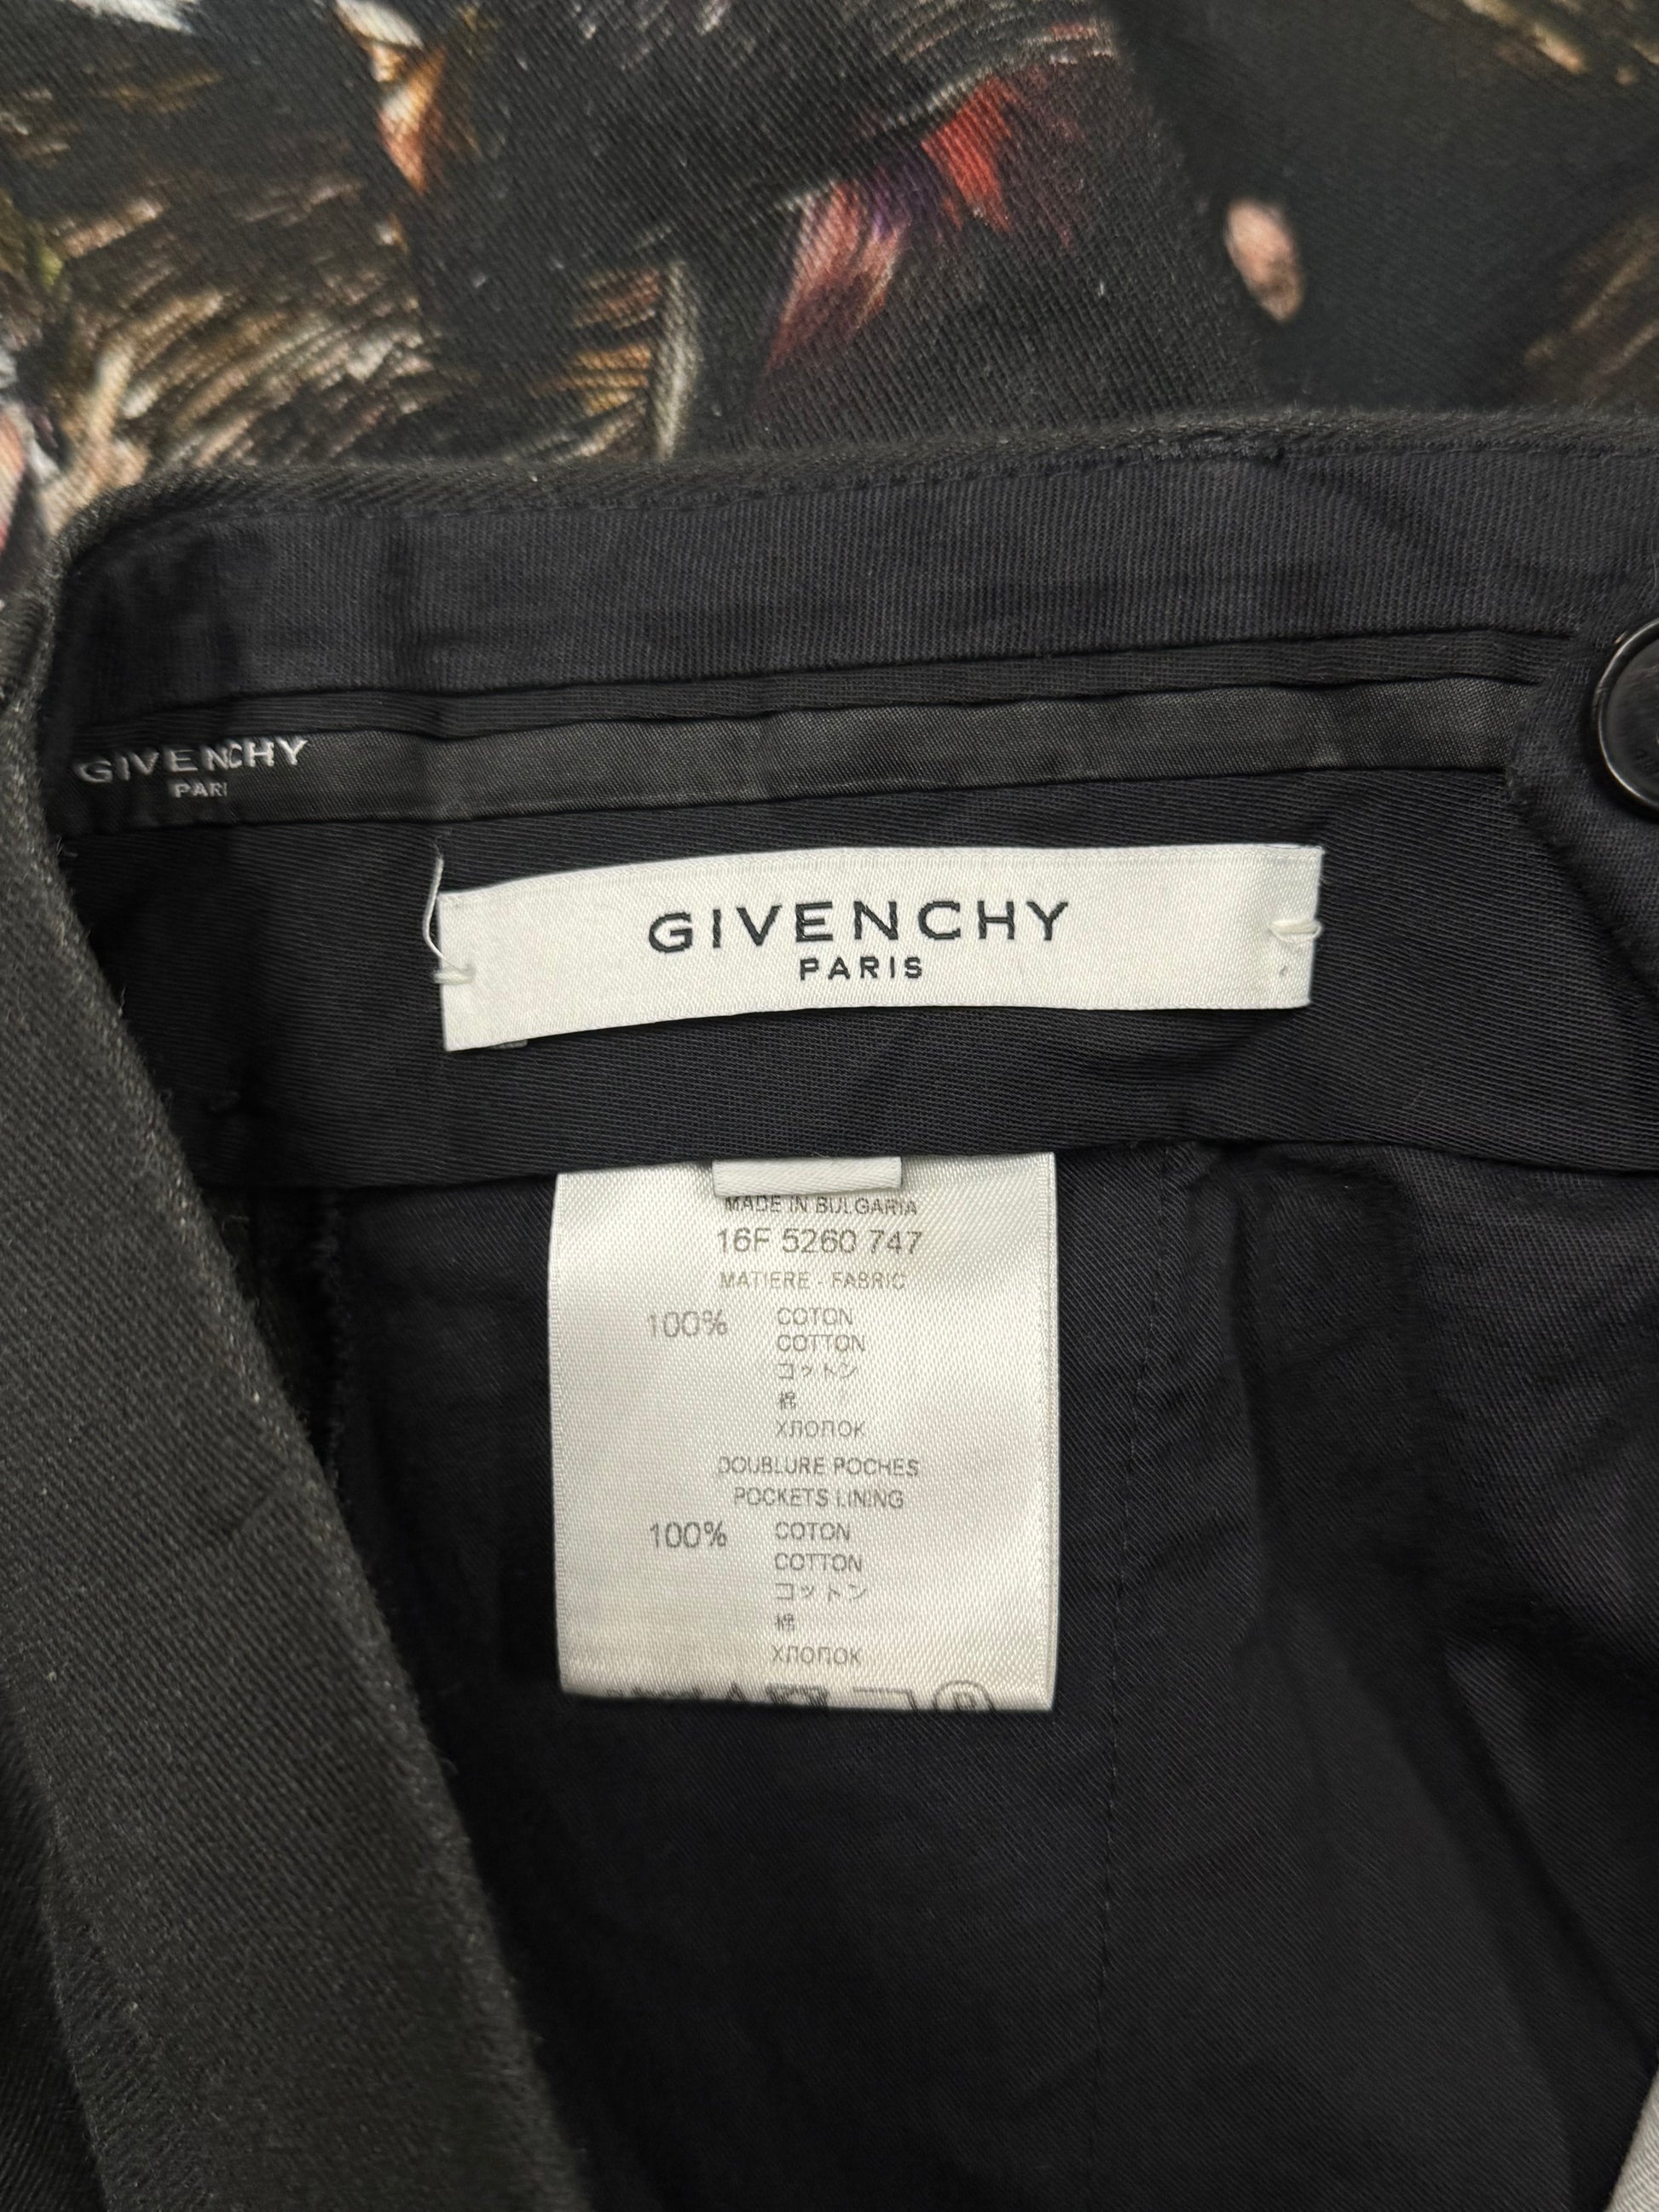 GIVENCHY
PARI
GIVENCHY
PARIS
MADE IN BULGARIA
16F 5260 747
MATIERE - FABRIC
100% COTON
COTTON
コットン
棉
ХЛОПОК
DOUBLURE POCHES
POCKETS LINING
100% COTON
COTTON
コットン
棉
ХЛОПОК